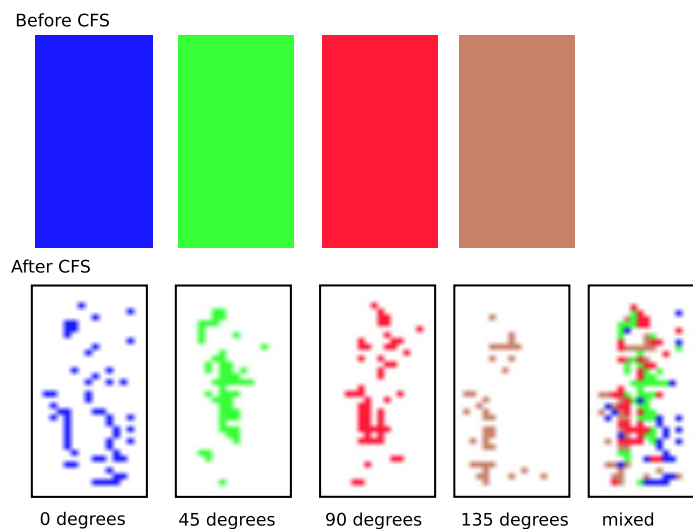 Before CFS
After CFS
0 degrees
45 degrees
90 degrees
135 degrees
mixed